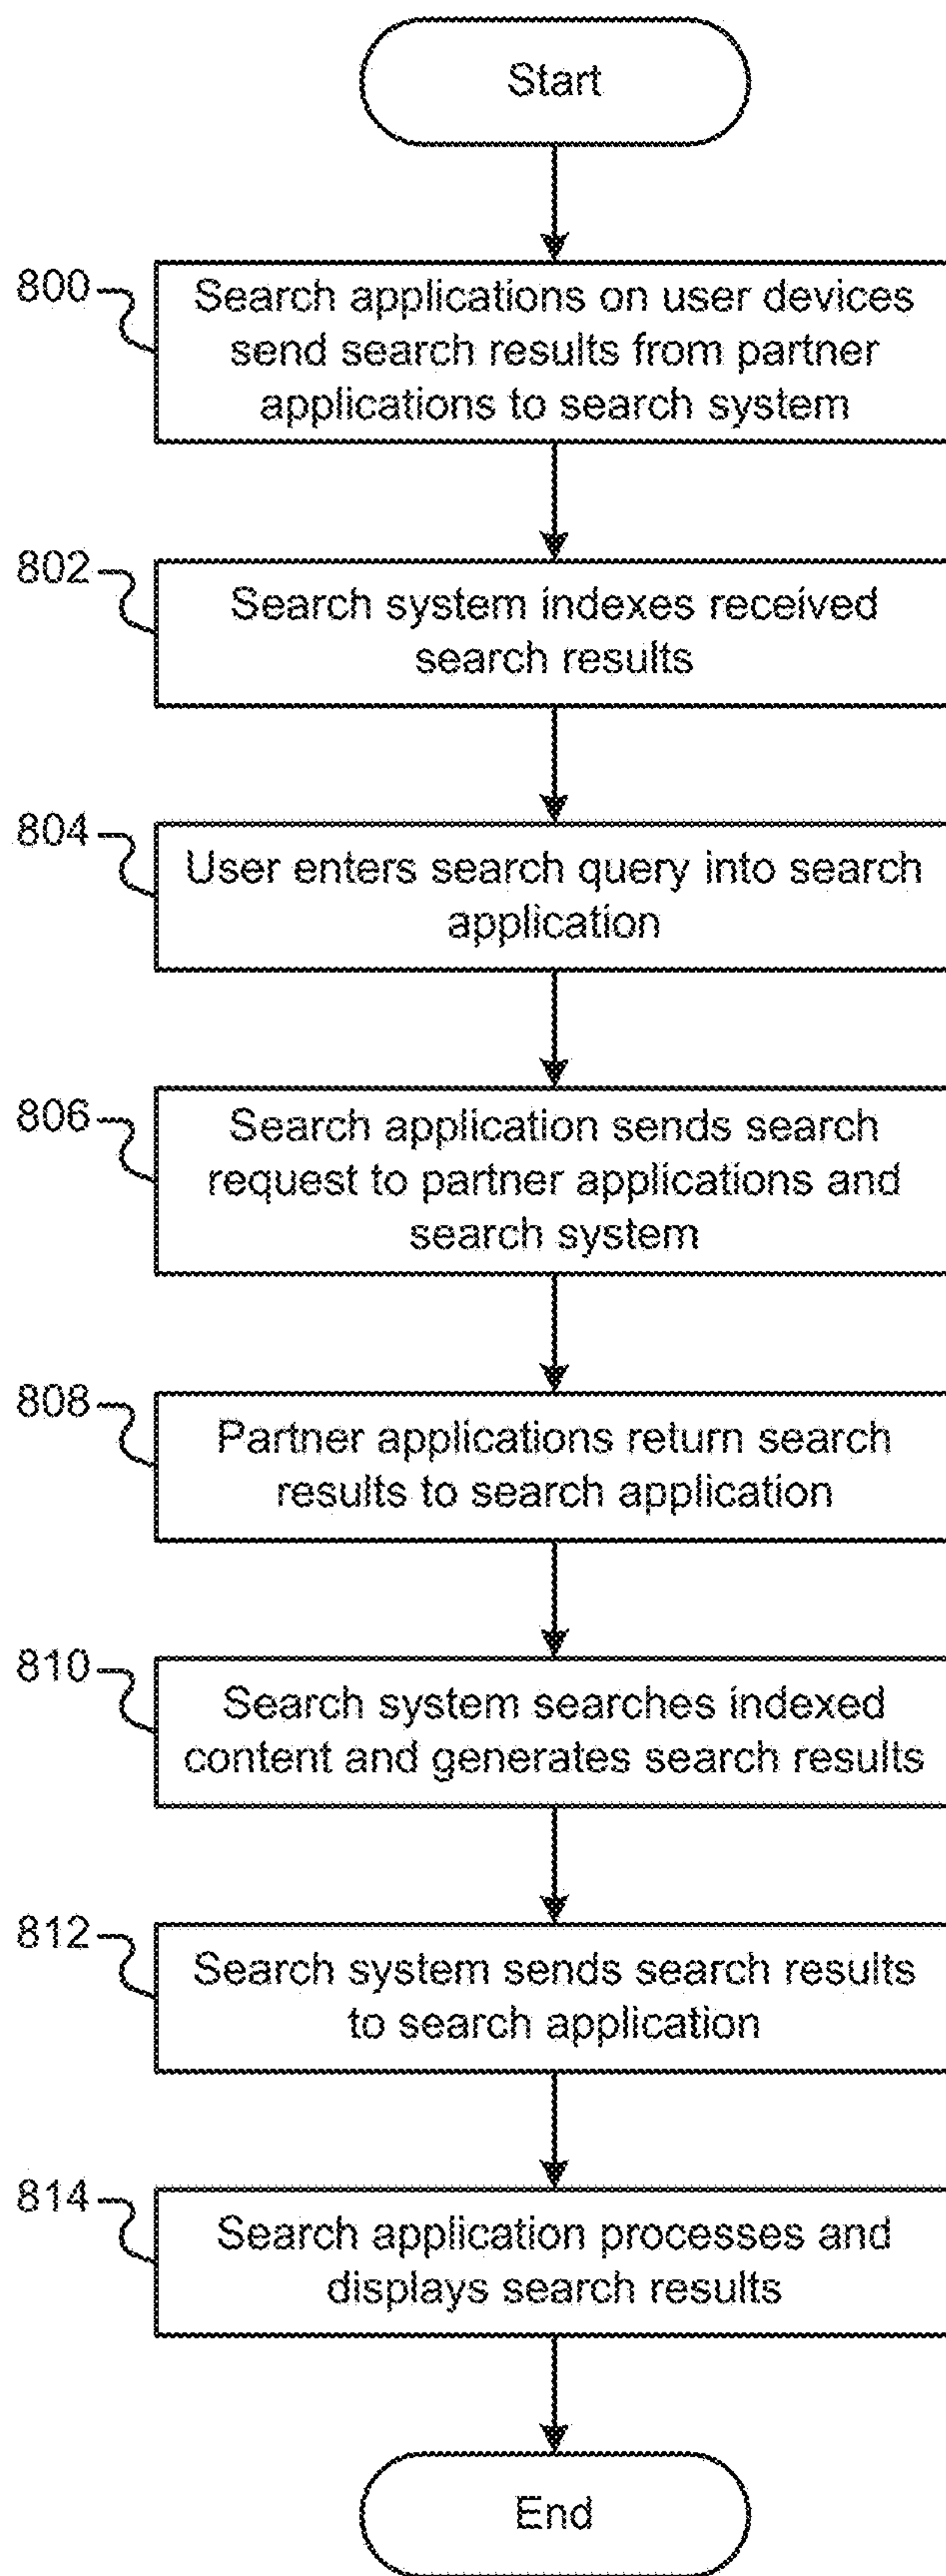 Start
800
Search applications on user devices
send search results from partner
applications to search system
802
Search system indexes received
search results
804
User enters search query into search
application
806
Search application sends search
request to partner applications and
search system
808
Partner applications return search
results to search application
810
Search system searches indexed
content and generates search results
812
Search system sends search results
to search application
814
Search application processes and
displays search results
End